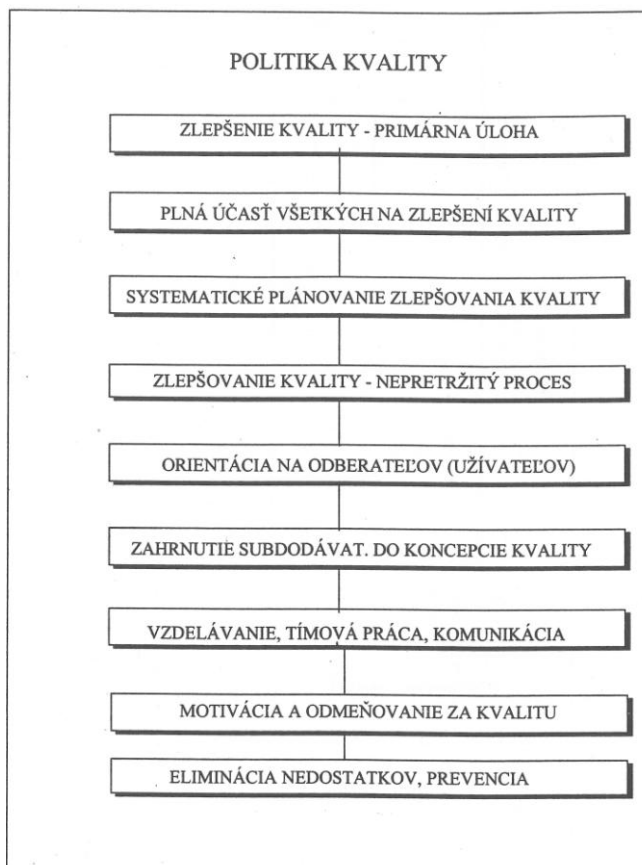 POLITIKA KVALITY
ZLEPŠENIE KVALITY - PRIMÁRNA ÚLOHA
PLNÁ ÚČASŤ VŠETKÝCH NA ZLEPŠENÍ KVALITY
SYSTEMATICKÉ PLÁNOVANIE ZLEPŠOVANIA KVALITY
ZLEPŠOVANIE KVALITY - NEPRETRŽITÝ PROCES
ORIENTÁCIA NA ODBERATEĽOV (UŽÍVATEĽOV)
ZAHRNUTIE SUBDODÁVAT. DO KONCEPCIE KVALITY
VZDELÁVANIE, TÍMOVÁ PRÁCA, KOMUNIKÁCIA
MOTIVÁCIA A ODMEŇOVANIE ZA KVALITU
ELIMINÁCIA NEDOSTATKOV, PREVENCIA